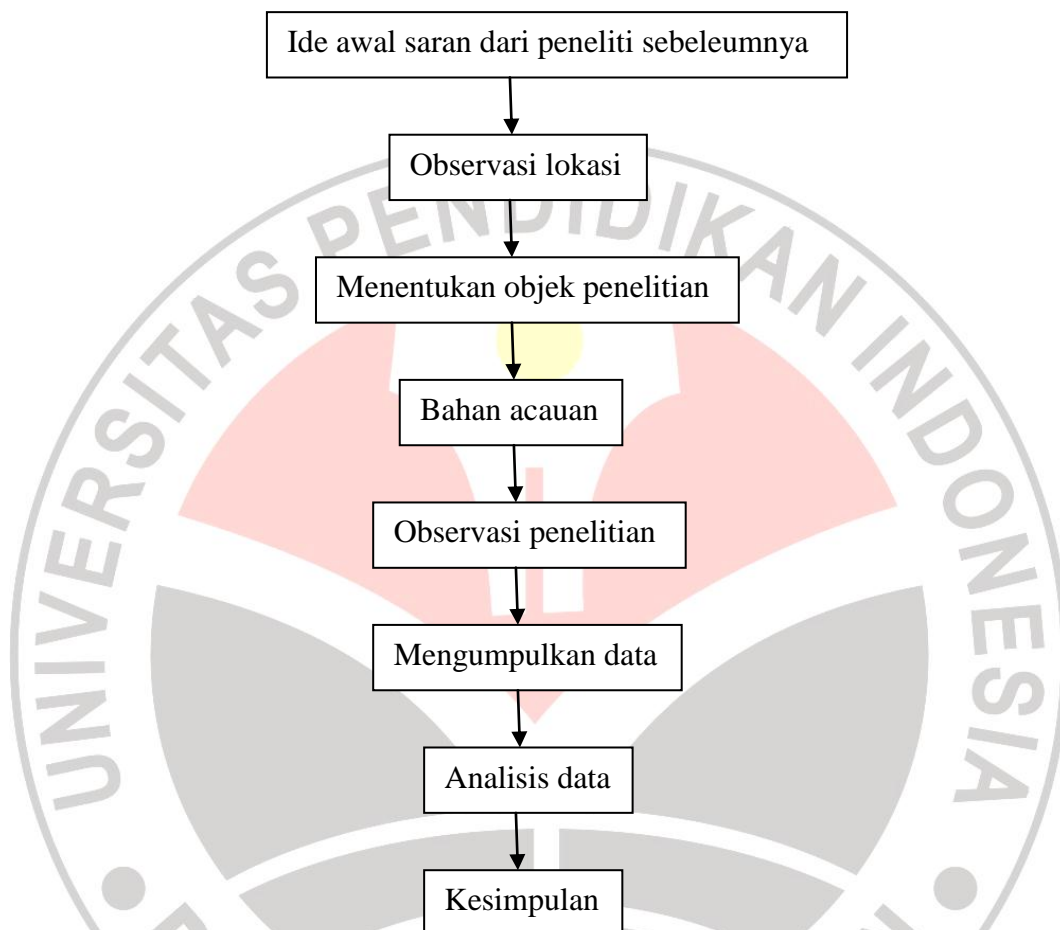 Ide awal saran dari peneliti sebeleumnya
Observasi lokasi
UNIVERSITAS PENDIDIKAN INDONESIA
Menentukan objek penelitian
Bahan acauan
Observasi penelitian
Mengumpulkan data
Analisis data
Kesimpulan